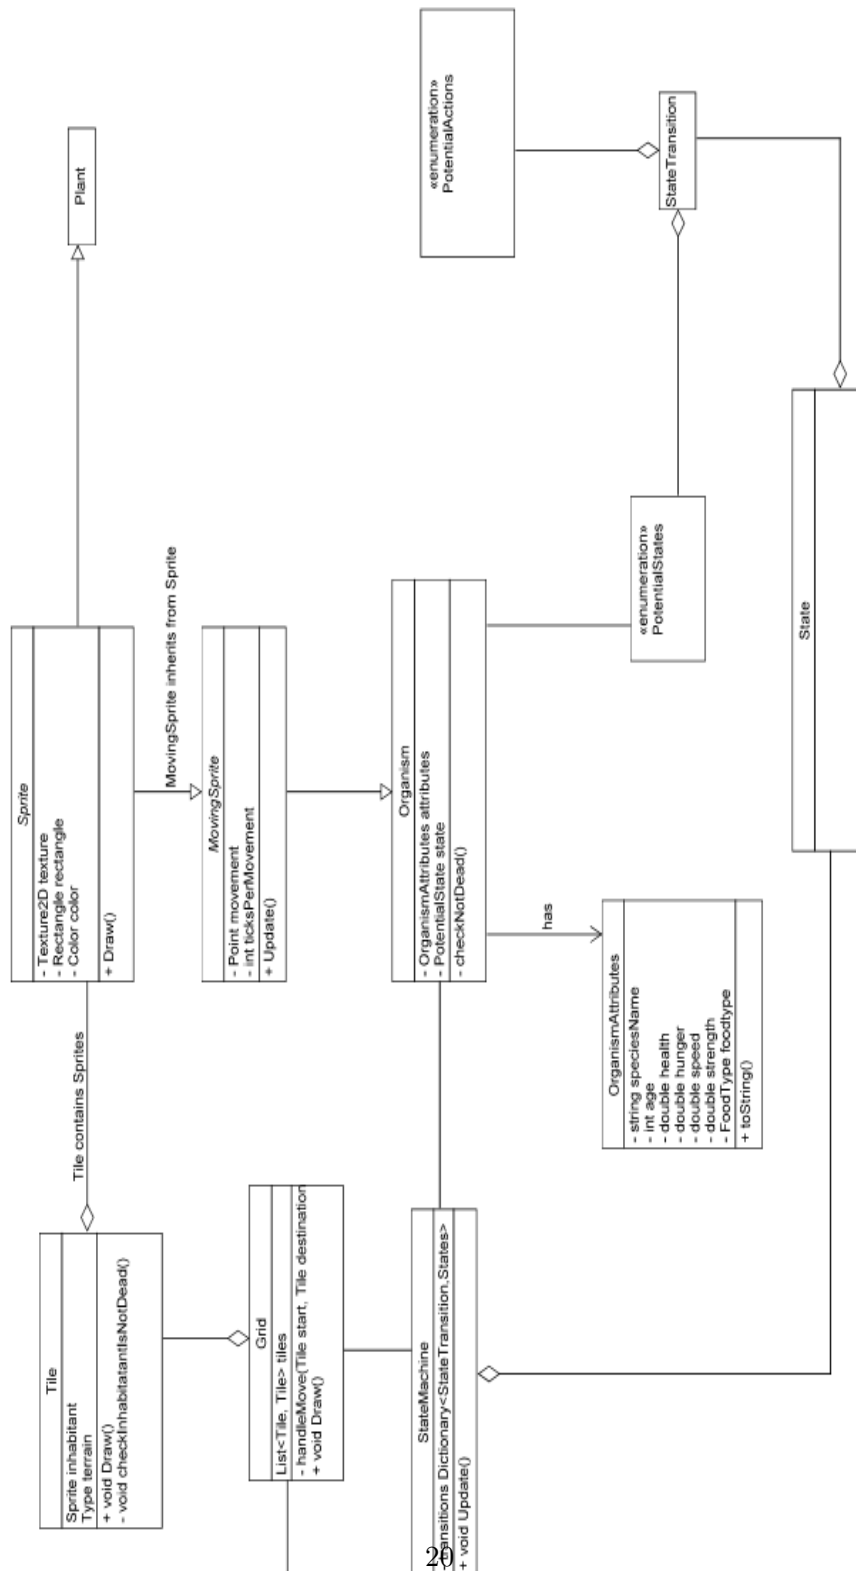 Tile
Sprite inhabitant
Type terrain
+ void Draw()
- void checkInhabitatantIsNotDead()
Tile contains Sprites
Sprite
- Texture2D texture
- Rectangle rectangle
- Color color
+ Draw()
Plant
Grid
List<Tile, Tile> tiles
- handleMove(Tile start, Tile destination
+ void Draw()
MovingSprite inherits from Sprite
MovingSprite
- Point movement
- int ticksPerMovement
+ Update()
StateMachine
transitions Dictionary<StateTransition,States>
+ void Update()
Organism
- OrganismAttributes attributes
- PotentialState state
- checkNotDead()
has
OrganismAttributes
- string speciesName
- int age
- double health
- double hunger
- double speed
- double strength
- FoodType foodtype
+ toString()
«enumeration»
PotentialStates
«enumeration»
PotentialActions
StateTransition
State
20